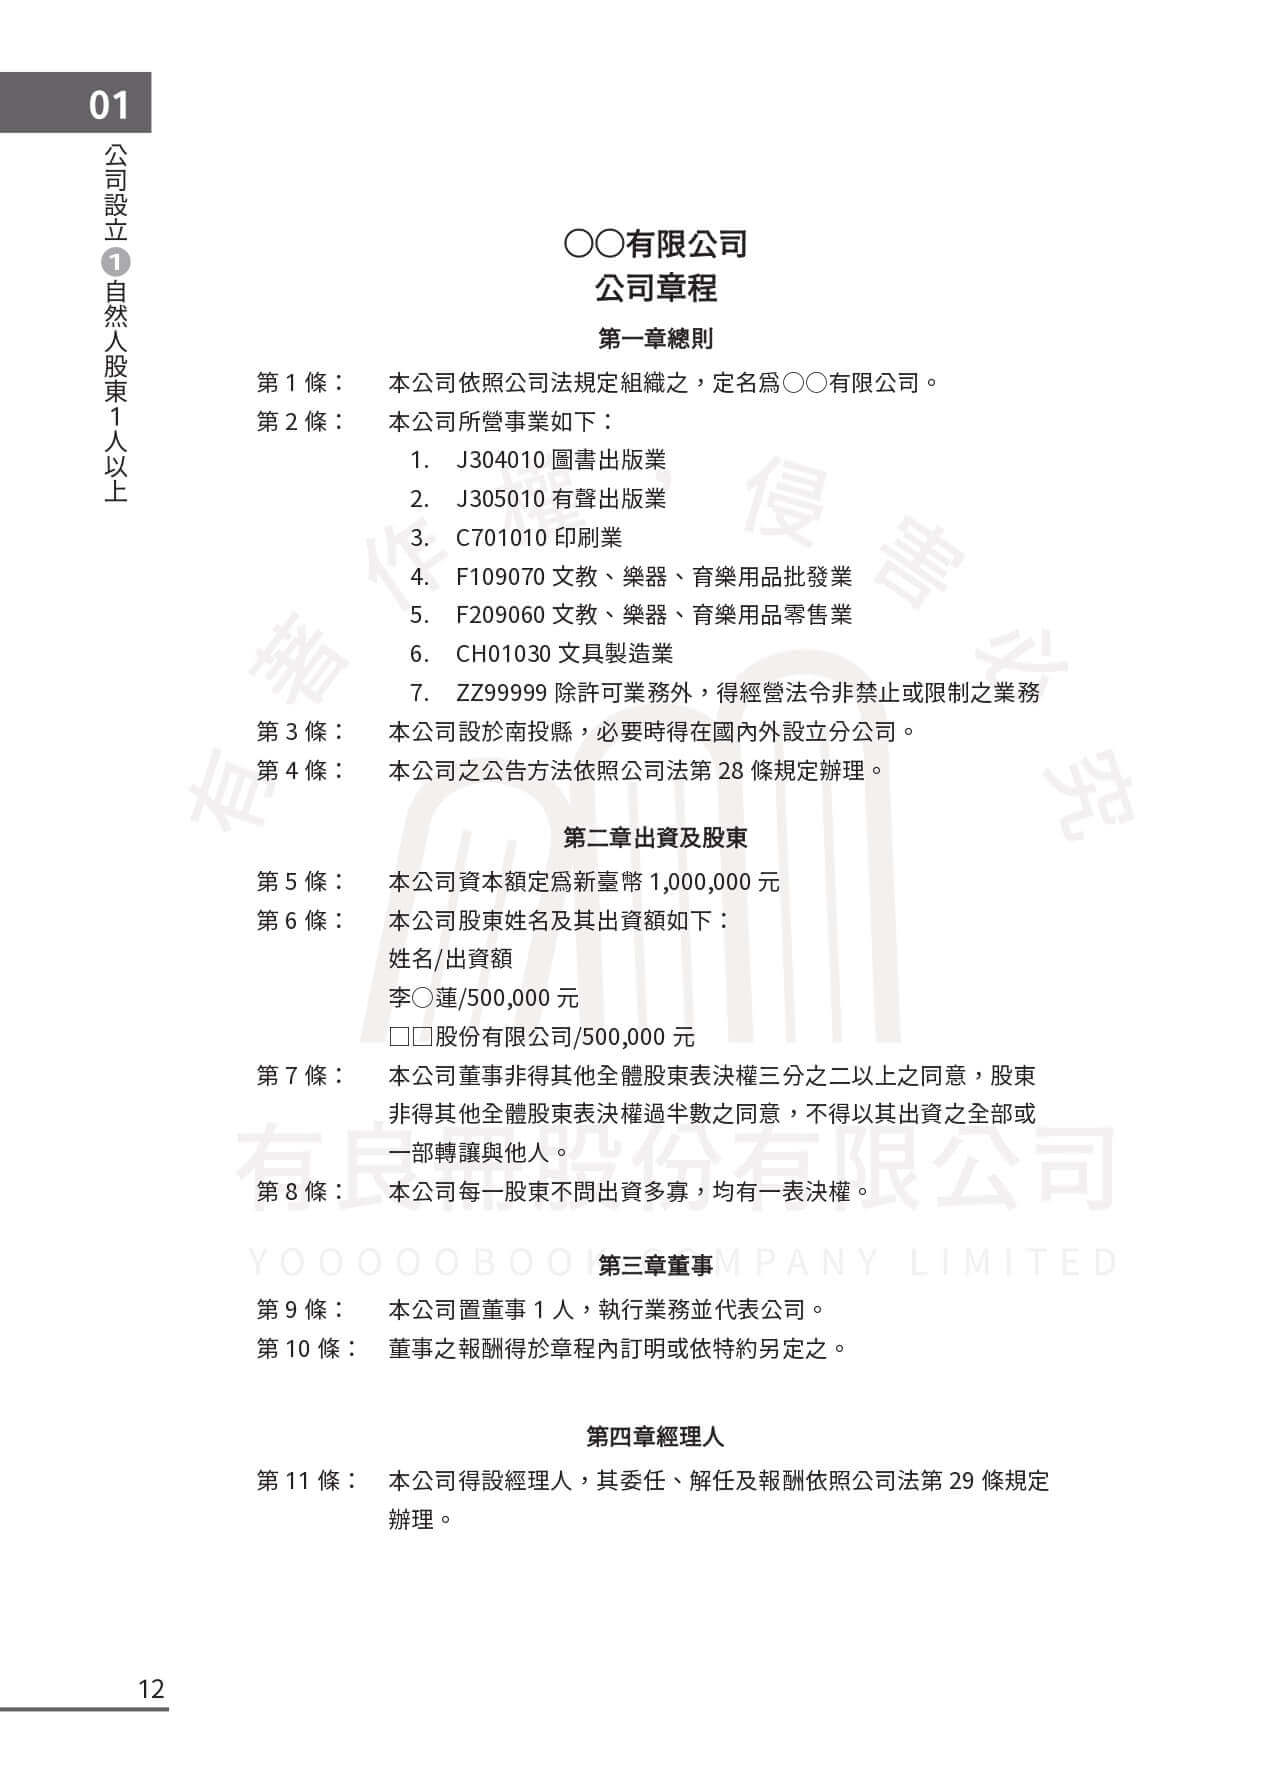 01
公司設立1自然人股東1人以上
○○有限公司
公司章程
第一章總則
第 1 條： 本公司依照公司法規定組織之，定名爲○○有限公司。
第 2 條： 本公司所營事業如下：
1. J304010 圖書出版業
2. J305010 有聲出版業
3. C701010 印刷業
4. F109070 文教、樂器、育樂用品批發業
5. F209060 文教、樂器、育樂用品零售業
6. CH01030 文具製造業
7. ZZ99999 除許可業務外，得經營法令非禁止或限制之業務
第 3 條： 本公司設於南投縣，必要時得在國內外設立分公司。
第 4 條： 本公司之公告方法依照公司法第 28 條規定辦理。
第二章出資及股東
第 5 條： 本公司資本額定爲新臺幣 1,000,000 元
第 6 條： 本公司股東姓名及其出資額如下：
姓名/出資額
李○蓮/500,000 元
□□股份有限公司/500,000 元
第 7 條： 本公司董事非得其他全體股東表決權三分之二以上之同意，股東
非得其他全體股東表決權過半數之同意，不得以其出資之全部或
一部轉讓與他人。
第 8 條： 本公司每一股東不問出資多寡，均有一表決權。
第三章董事
第 9 條： 本公司置董事 1 人，執行業務並代表公司。
第 10 條： 董事之報酬得於章程內訂明或依特約另定之。
第四章經理人
第 11 條： 本公司得設經理人，其委任、解任及報酬依照公司法第 29 條規定
辦理。
12
有著作權，侵害必究
有良冊股份有限公司
YOOOOOBOOK COMPANY LIMITED